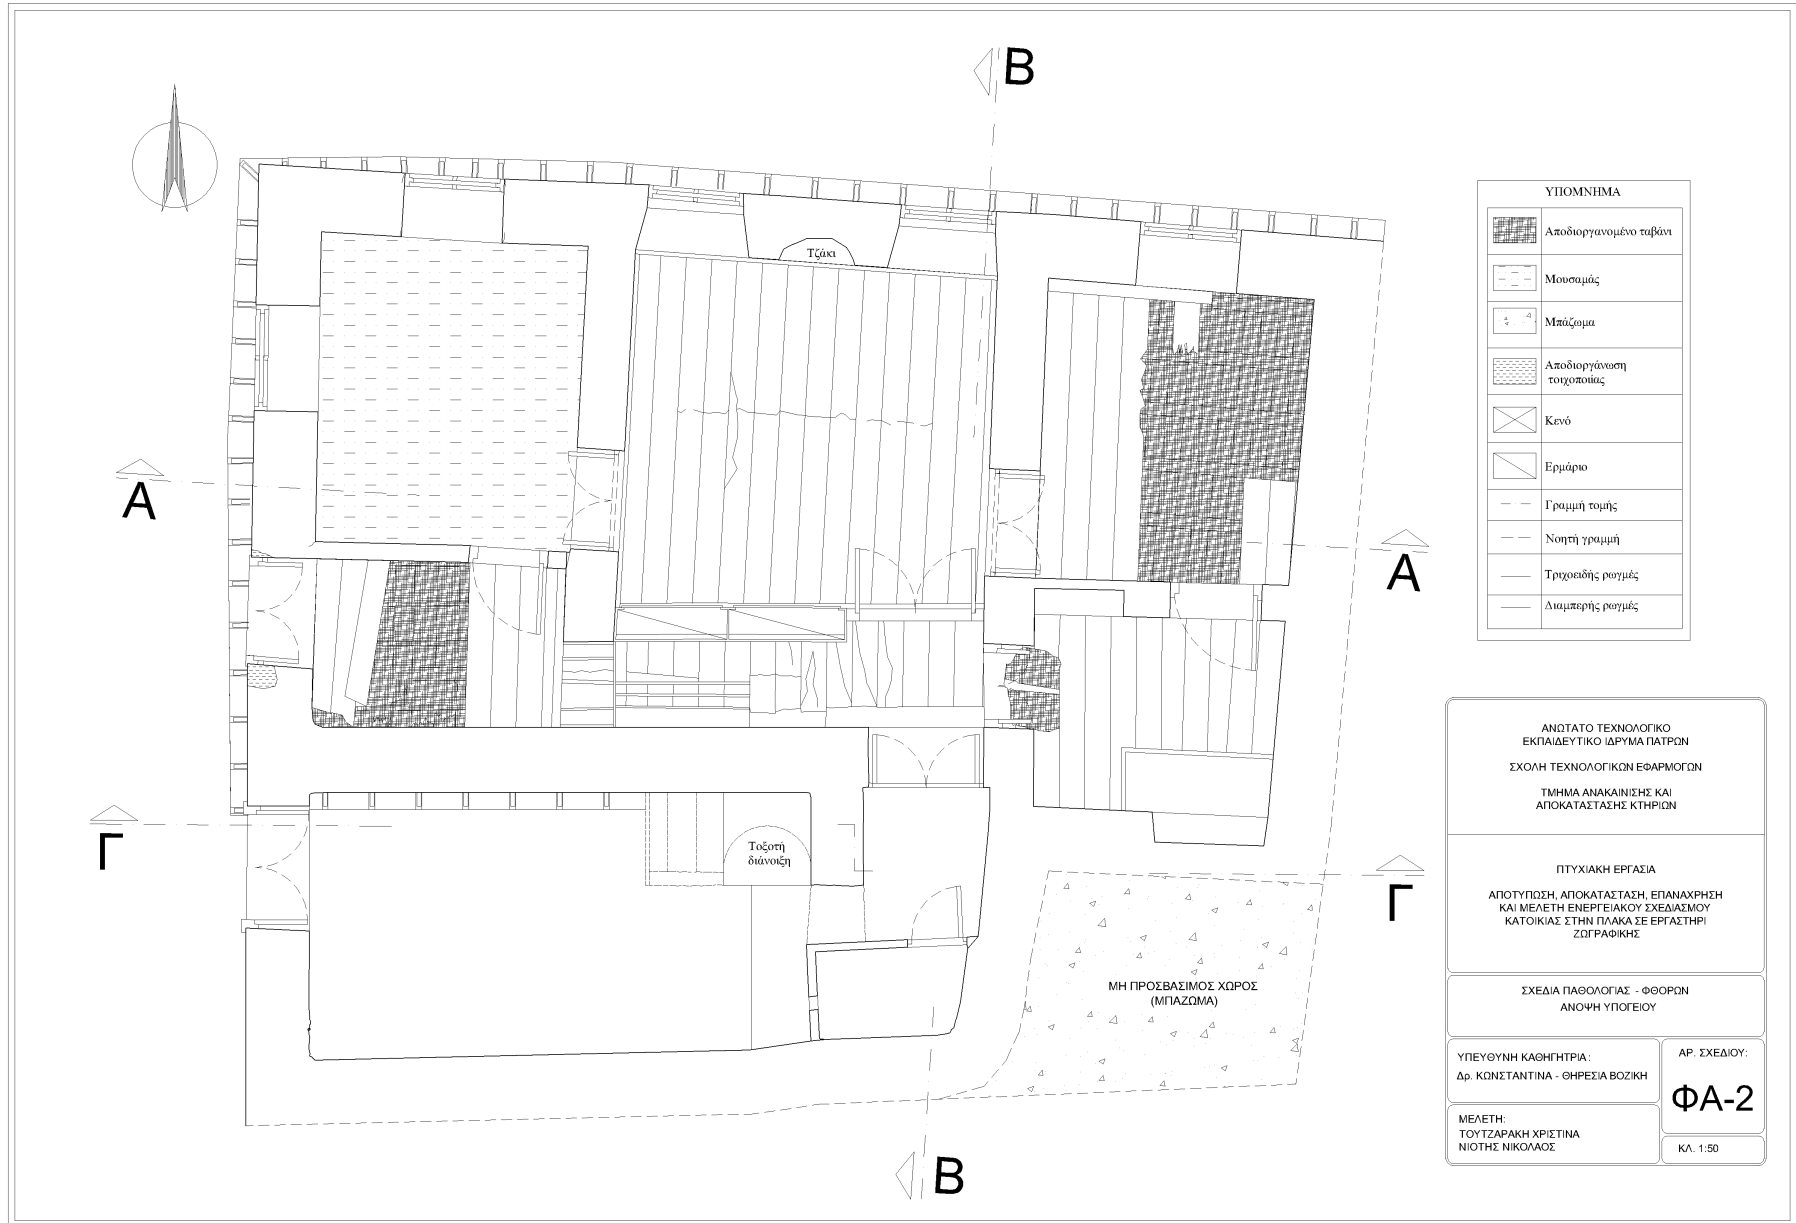 Β
ΥΠΟΜΝΗΜΑ
Αποδιοργανομένο ταβάνι
Μουσαμάς
Μπάζωμα
Αποδιοργάνωση
τοιχοποιίας
Κενό
Ερμάριο
Γραμμή τομής
Νοητή γραμμή
Τριχοειδής ρωγμές
Διαμπερής ρωγμές
Τζάκι
Α
Α
Γ
Τοξοτή
διάνοιξη
Γ
ΜΗ ΠΡΟΣΒΑΣΙΜΟΣ ΧΩΡΟΣ
(ΜΠΑΖΩΜΑ)
Β
ΑΝΩΤΑΤΟ ΤΕΧΝΟΛΟΓΙΚΟ
ΕΚΠΑΙΔΕΥΤΙΚΟ ΙΔΡΥΜΑ ΠΑΤΡΩΝ
ΣΧΟΛΗ ΤΕΧΝΟΛΟΓΙΚΩΝ ΕΦΑΡΜΟΓΩΝ
ΤΜΗΜΑ ΑΝΑΚΑΙΝΙΣΗΣ ΚΑΙ
ΑΠΟΚΑΤΑΣΤΑΣΗΣ ΚΤΗΡΙΩΝ
ΠΤΥΧΙΑΚΗ ΕΡΓΑΣΙΑ
ΑΠΟΤΥΠΩΣΗ, ΑΠΟΚΑΤΑΣΤΑΣΗ, ΕΠΑΝΑΧΡΗΣΗ
ΚΑΙ ΜΕΛΕΤΗ ΕΝΕΡΓΕΙΑΚΟΥ ΣΧΕΔΙΑΣΜΟΥ
ΚΑΤΟΙΚΙΑΣ ΣΤΗΝ ΠΛΑΚΑ ΣΕ ΕΡΓΑΣΤΗΡΙ
ΖΩΓΡΑΦΙΚΗΣ
ΣΧΕΔΙΑ ΠΑΘΟΛΟΓΙΑΣ - ΦΘΟΡΩΝ
ΑΝΟΨΗ ΥΠΟΓΕΙΟΥ
ΥΠΕΥΘΥΝΗ ΚΑΘΗΓΗΤΡΙΑ :
Δρ. ΚΩΝΣΤΑΝΤΙΝΑ - ΘΗΡΕΣΙΑ ΒΟΖΙΚΗ
ΑΡ. ΣΧΕΔΙΟΥ:
ΦΑ-2
ΜΕΛΕΤΗ:
ΤΟΥΤΖΑΡΑΚΗ ΧΡΙΣΤΙΝΑ
ΝΙΟΤΗΣ ΝΙΚΟΛΑΟΣ
ΚΛ. 1:50